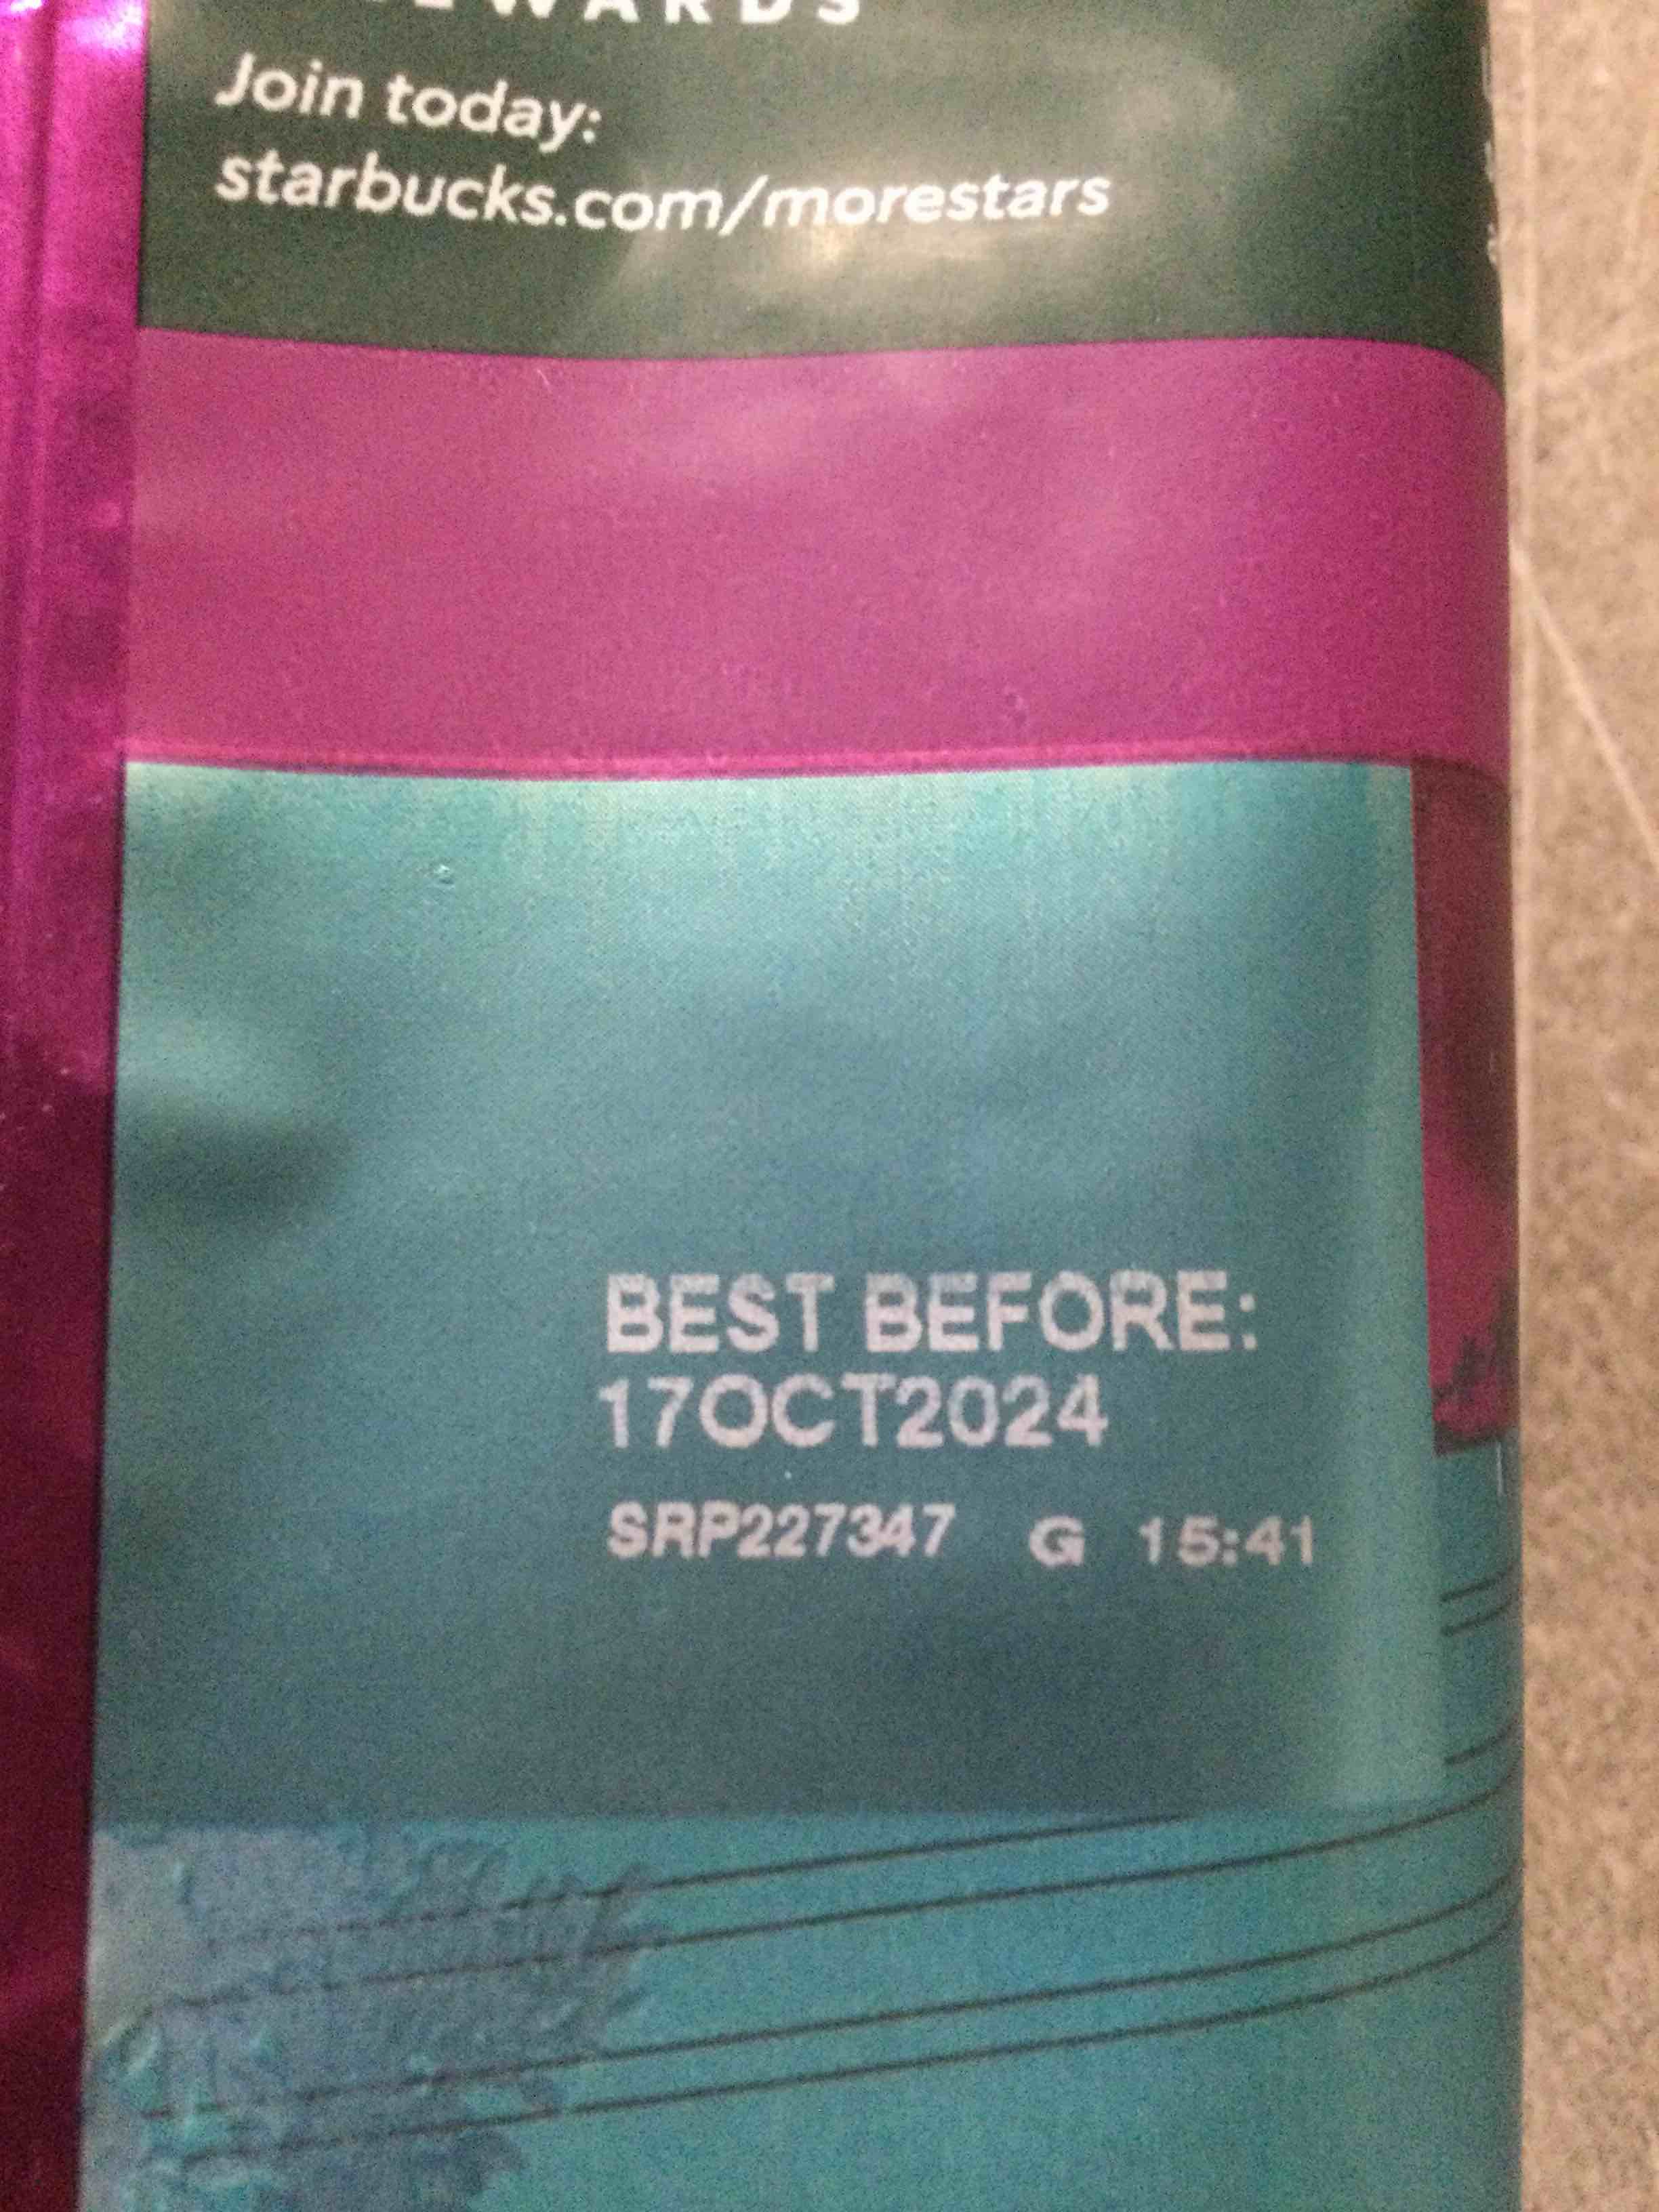 Join today:
starbucks.com/morestars
BEST BEFORE:
17OCT2024
SRP227347 G 15:41